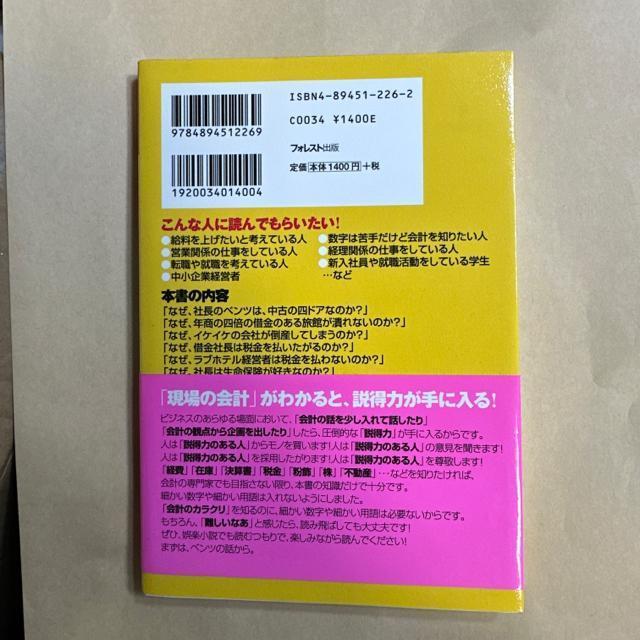 ISBN4-89451-226-2
C0034 ¥1400E
9784894512269
フォレスト出版
定価 本体1400円 +税
1920034014004
こんな人に読んでもらいたい!
●給料を上げたいと考えている人 ●数字は苦手だけど会計を知りたい人
●営業関係の仕事をしている人 ●経理関係の仕事をしている人
●転職や就職を考えている人 ●新入社員や就職活動をしている学生
●中小企業経営者 …など
本書の内容
「なぜ、社長のベンツは、中古の四ドアなのか?」
「なぜ、年商の四倍の借金のある旅館が潰れないのか?」
「なぜ、イケイケの会社が倒産してしまうのか?」
「なぜ、借金社長は税金を払いたがるのか?」
「なぜ、ラブホテル経営者は税金を払わないのか?」
「なぜ、社長は生命保険が好きなのか?」
「現場の会計」がわかると、説得力が手に入る!
ビジネスのあらゆる場面において、「会計の話を少し入れて話したり」
「会計の観点から企画を出したり」したら、圧倒的な「説得力」が手に入るからです。
人は「説得力のある人」からモノを買います!人は「説得力のある人」の意見を聞きます!
人は「説得力のある人」を採用したがります!人は「説得力のある人」を尊敬します!
「経費」「在庫」「決算書」「税金」「粉飾」「株」「不動産」…などを知りたければ、
会計の専門家でも目指さない限り、本書の知識だけで十分です。
細かい数字や細かい用語は入れないようにしました。
「会計のカラクリ」を知るのに、細かい数字や細かい用語は必要ないからです。
もちろん、「難しいなあ」と感じたら、読み飛ばしても大丈夫です!
ぜひ、娯楽小説でも読むつもりで、楽しみながら読んでください!
まずは、ベンツの話から。